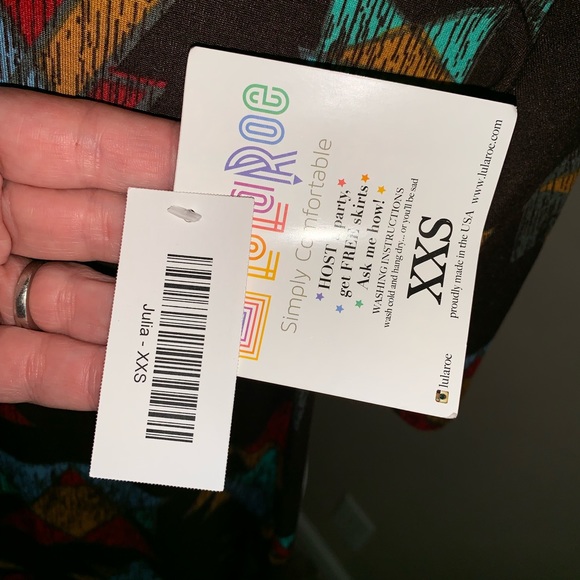 LuLaRoe
Simply Comfortable
HOST a party,
get FREE skirts
Ask me how!
WASHING INSTRUCTIONS
wash cold and hang dry... or you'll be sad
XXS
proudly made in the USA www.lularoe.com
lularoe
Julia - XXS